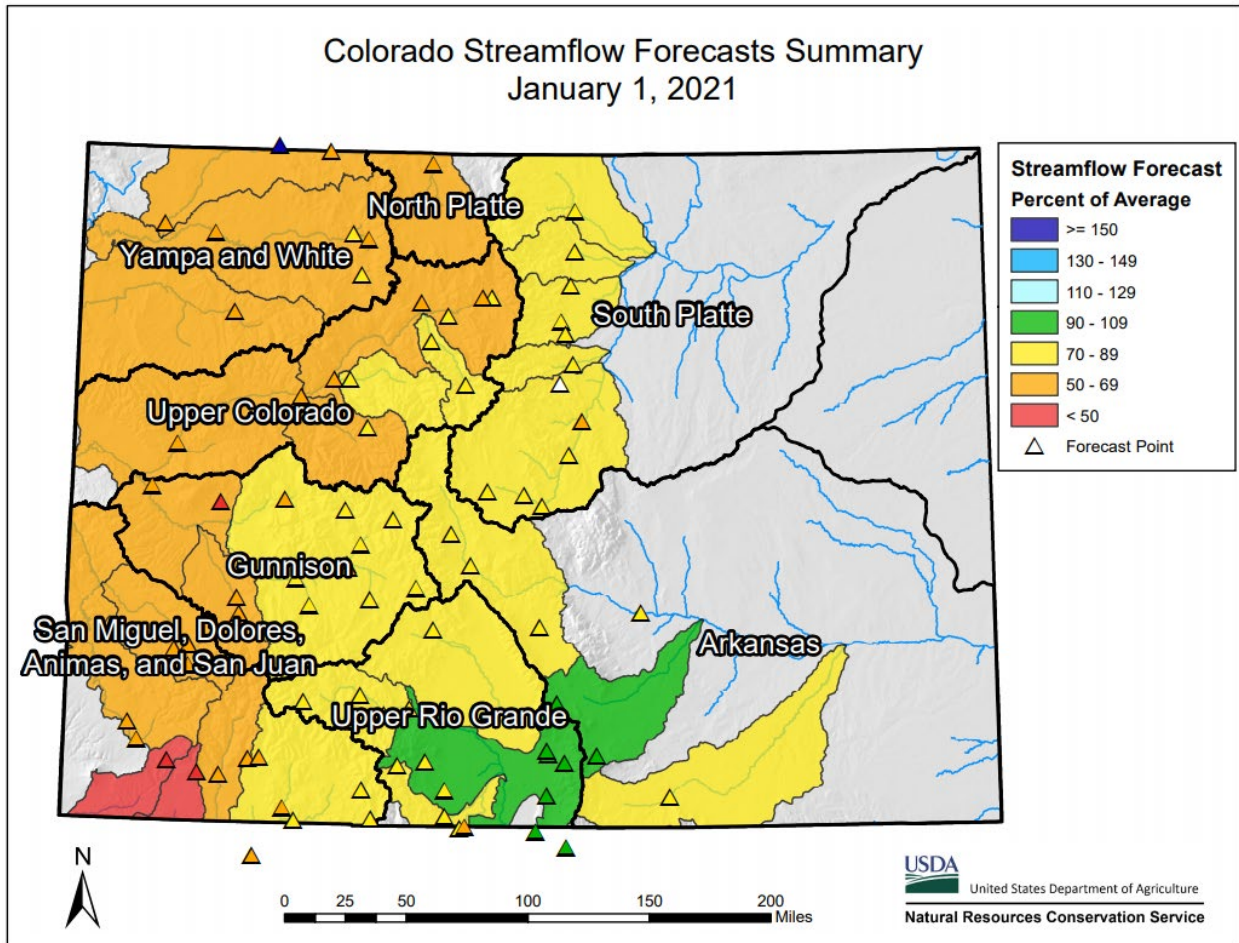 Colorado Streamflow Forecasts Summary
January 1, 2021
North Platte
Yampa and White
South Platte
Upper Colorado
Gunnison
San Miguel, Dolores,
Animas, and San Juan
Arkansas
Upper Rio Grande
Streamflow Forecast
Percent of Average
>= 150
130 - 149
110 - 129
90 - 109
70 - 89
50 - 69
< 50
Forecast Point
N
0 25 50 100 150 200
Miles
USDA
United States Department of Agriculture
Natural Resources Conservation Service